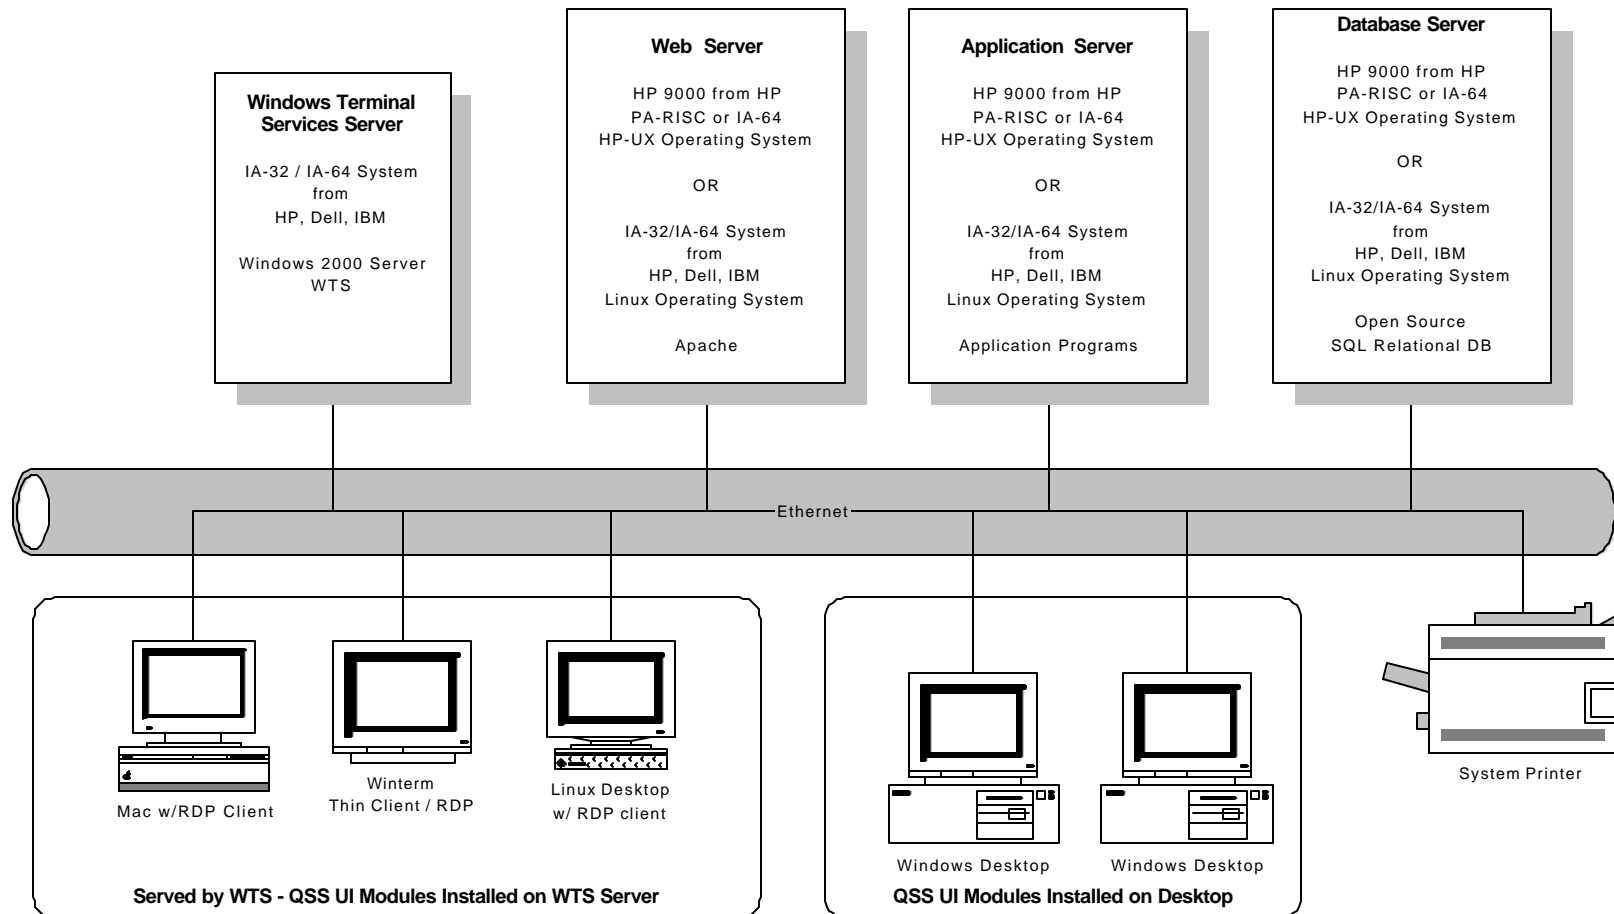 Windows Terminal
Services Server
IA-32 / IA-64 System
from
HP, Dell, IBM
Windows 2000 Server
WTS
Web Server
HP 9000 from HP
PA-RISC or IA-64
HP-UX Operating System
OR
IA-32/IA-64 System
from
HP, Dell, IBM
Linux Operating System
Apache
Application Server
HP 9000 from HP
PA-RISC or IA-64
HP-UX Operating System
OR
IA-32/IA-64 System
from
HP, Dell, IBM
Linux Operating System
Application Programs
Database Server
HP 9000 from HP
PA-RISC or IA-64
HP-UX Operating System
OR
IA-32/IA-64 System
from
HP, Dell, IBM
Linux Operating System
Open Source
SQL Relational DB
Ethernet
Mac w/RDP Client
Winterm
Thin Client / RDP
Linux Desktop
w/ RDP client
Served by WTS - QSS UI Modules Installed on WTS Server
Windows Desktop
Windows Desktop
QSS UI Modules Installed on Desktop
System Printer